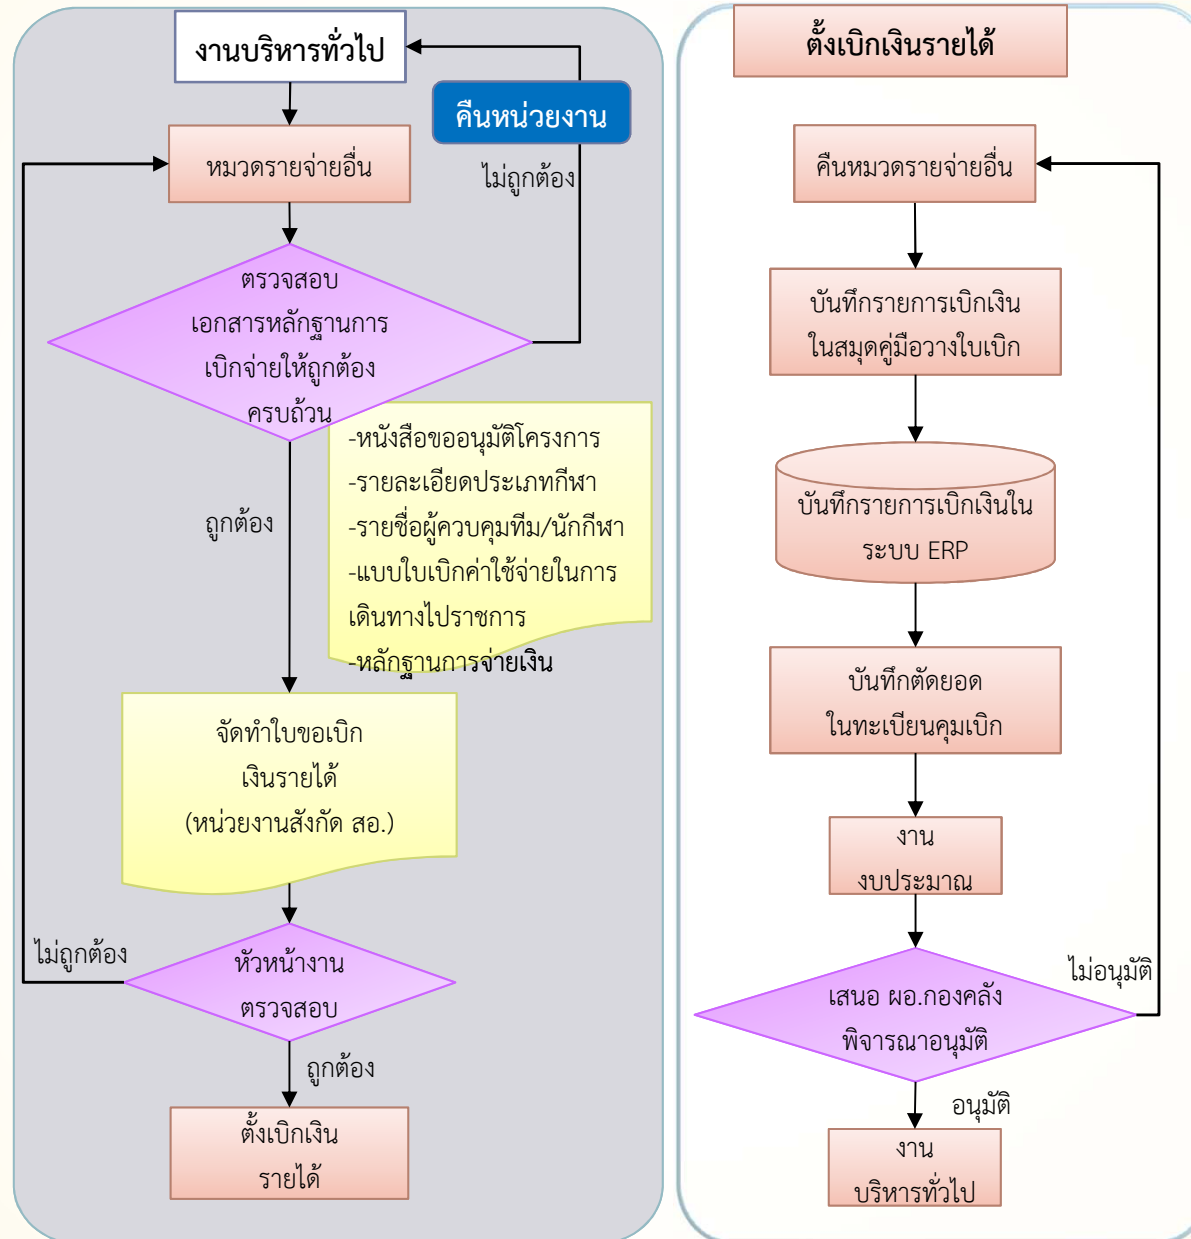 งานบริหารทั่วไป
คืนหน่วยงาน
หมวดรายจ่ายอื่น
ไม่ถูกต้อง
ตรวจสอบ
เอกสารหลักฐานการ
เบิกจ่ายให้ถูกต้อง
ครบถ้วน
-หนังสือขออนุมัติโครงการ
-รายละเอียดประเภทกีฬา
-รายชื่อผู้ควบคุมทีม/นักกีฬา
-แบบใบเบิกค่าใช้จ่ายในการ
เดินทางไปราชการ
-หลักฐานการจ่ายเงิน
ถูกต้อง
จัดทำใบขอเบิก
เงินรายได้
(หน่วยงานสังกัด สอ.)
ไม่ถูกต้อง
หัวหน้างาน
ตรวจสอบ
ถูกต้อง
ตั้งเบิกเงิน
รายได้
ตั้งเบิกเงินรายได้
คืนหมวดรายจ่ายอื่น
บันทึกรายการเบิกเงิน
ในสมุดคู่มือวางใบเบิก
บันทึกรายการเบิกเงินใน
ระบบ ERP
บันทึกตัดยอด
ในทะเบียนคุมเบิก
งาน
งบประมาณ
ไม่อนุมัติ
เสนอ ผอ.กองคลัง
พิจารณาอนุมัติ
อนุมัติ
งาน
บริหารทั่วไป